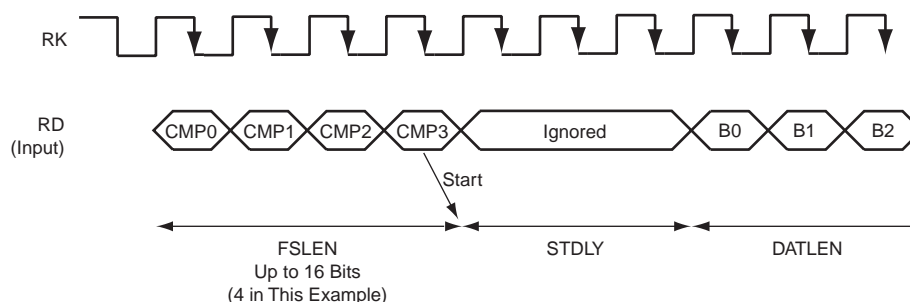 RK
RD
(Input)
CMP0 CMP1 CMP2 CMP3 Ignored B0 B1 B2
Start
FSLEN STDLY DATLEN
Up to 16 Bits
(4 in This Example)